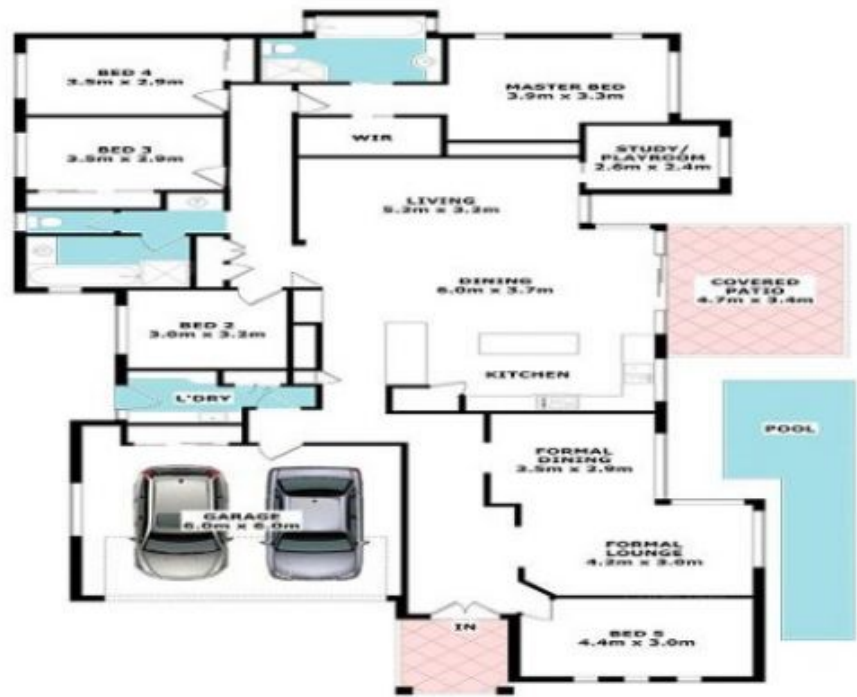 BED 4
3.5m x 2.9m
MASTER BED
3.9m x 3.3m
WIR
BED 3
3.5m x 2.9m
STUDY/
PLAYROOM
2.6m x 2.4m
LIVING
5.2m x 3.2m
DINING
6.0m x 3.7m
COVERED
PATIO
4.7m x 3.4m
BED 2
3.0m x 3.2m
KITCHEN
L'DRY
POOL
FORMAL
DINING
3.5m x 2.9m
GARAGE
6.0m x 6.0m
FORMAL
LOUNGE
4.2m x 3.0m
IN
BED 5
4.4m x 3.0m